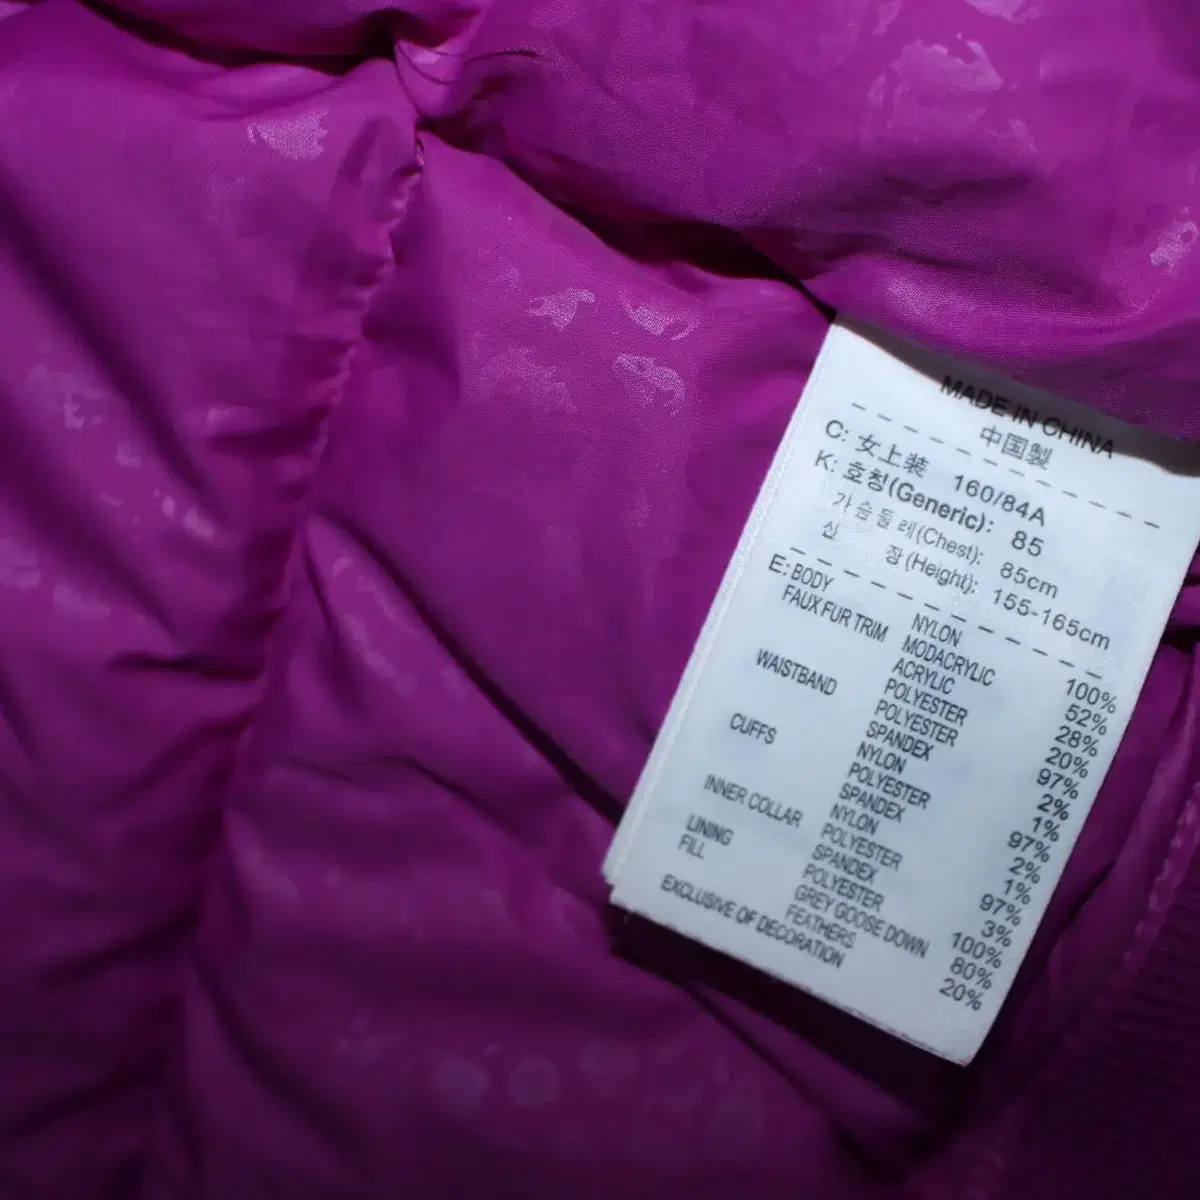 MADE IN CHINA
中国製
C: 女上装 160/84A
K: 호칭(Generic): 85
가슴둘레(Chest): 85cm
신 장(Height): 155-165cm
E: BODY NYLON 100%
FAUX FUR TRIM MODACRYLIC 52%
ACRYLIC 28%
POLYESTER 20%
WAISTBAND POLYESTER 97%
SPANDEX 2%
NYLON 1%
CUFFS POLYESTER 97%
SPANDEX 2%
NYLON 1%
INNER COLLAR POLYESTER 97%
SPANDEX 3%
LINING POLYESTER 100%
FILL GREY GOOSE DOWN 80%
FEATHERS 20%
EXCLUSIVE OF DECORATION